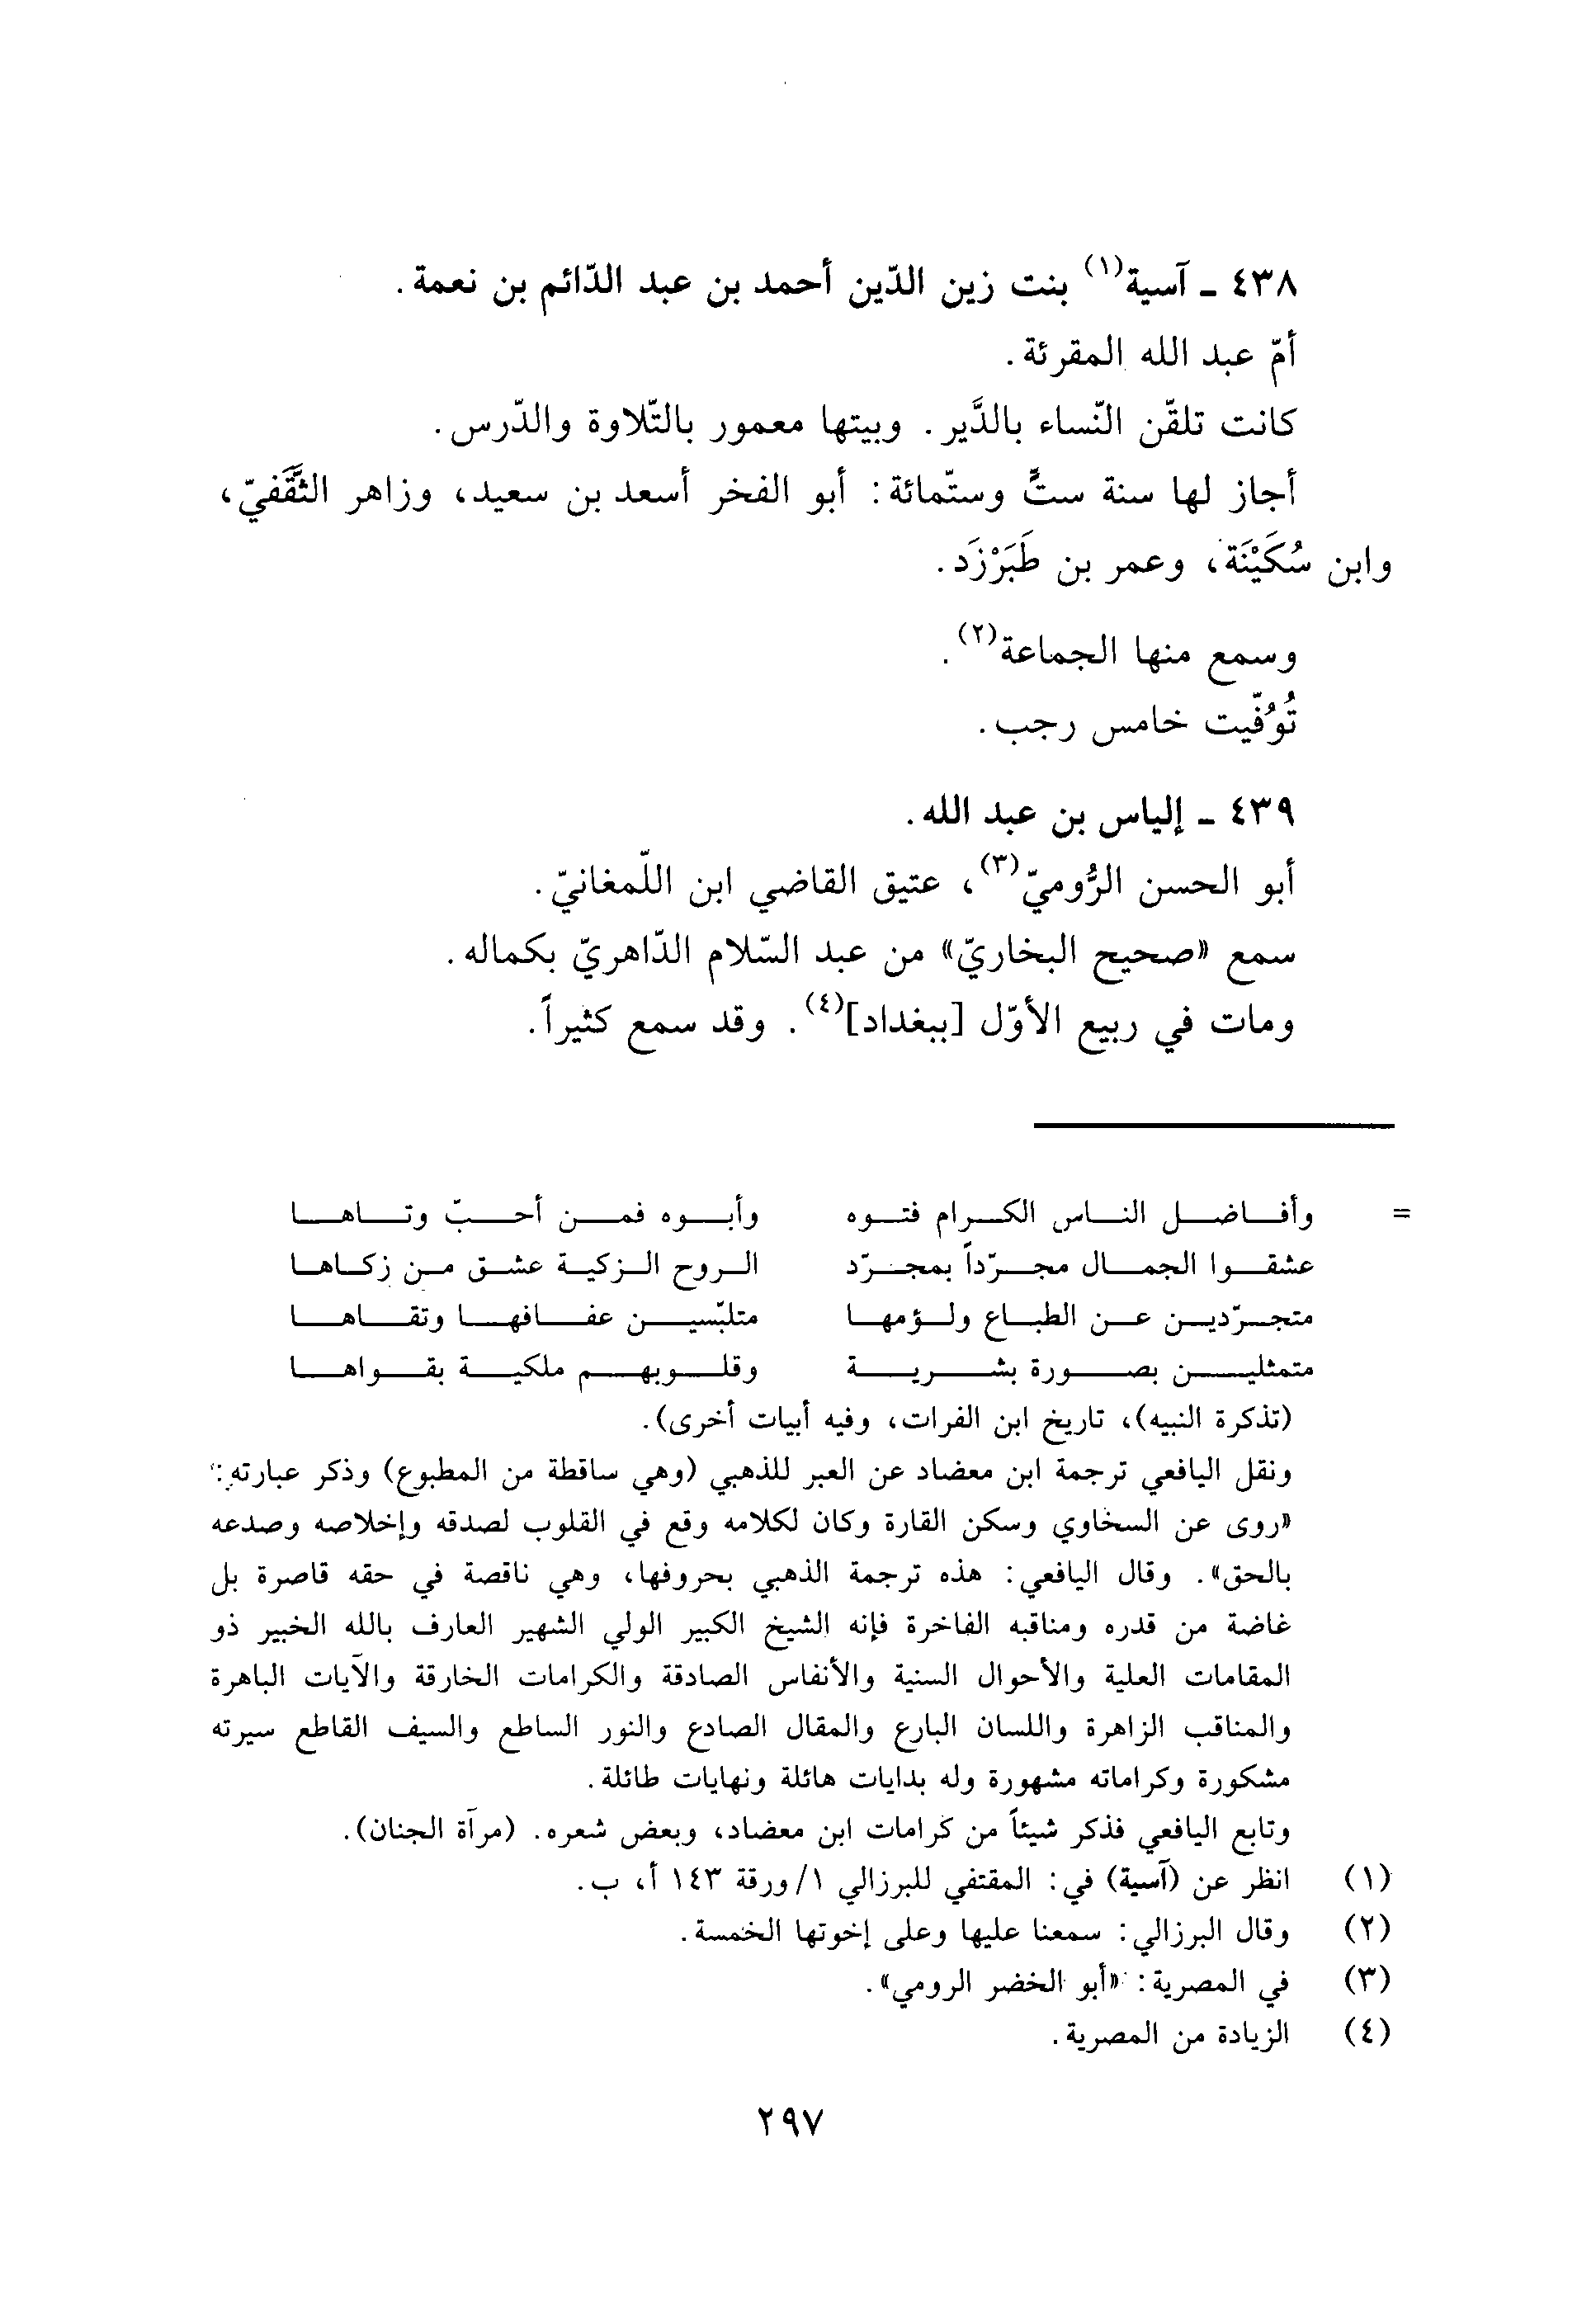 ٤٣٨ - آسية(١) بنت زين الدّين أحمد بن عبد الدّائم بن نعمة.
أمّ عبد الله المقرئة.
كانت تلقّن النّساء بالدَّير. وبيتها معمور بالتّلاوة والدّرس.
أجاز لها سنة ستٍّ وستّمائة: أبو الفخر أسعد بن سعيد، وزاهر الثَّقَفيّ،
وابن سُكَيْنَة، وعمر بن طَبَرْزَد.
وسمع منها الجماعة(٢).
تُوُفّيت خامس رجب.
٤٣٩ - إلياس بن عبد الله.
أبو الحسن الرُّوميّ(٣)، عتيق القاضي ابن اللّمغانيّ.
سمع «صحيح البخاريّ» من عبد السّلام الدّاهريّ بكماله.
ومات في ربيع الأوّل [ببغداد](٤). وقد سمع كثيراً.
= وأفاضل الناس الكرام فتوه وأبوه فمن أحبّ وتاها
عشقوا الجمال مجرّداً بمجرّد الروح الزكية عشق من زكاها
متجرّدين عن الطباع ولؤمها متلبّسين عفافها وتقاها
متمثلين بصورة بشرية وقلوبهم ملكية بقواها
(تذكرة النبيه)، تاريخ ابن الفرات، وفيه أبيات أخرى).
ونقل اليافعي ترجمة ابن معضاد عن العبر للذهبي (وهي ساقطة من المطبوع) وذكر عبارته:
«روى عن السخاوي وسكن القارة وكان لكلامه وقع في القلوب لصدقه وإخلاصه وصدعه
بالحق». وقال اليافعي: هذه ترجمة الذهبي بحروفها، وهي ناقصة في حقه قاصرة بل
غاضة من قدره ومناقبه الفاخرة فإنه الشيخ الكبير الولي الشهير العارف بالله الخبير ذو
المقامات العلية والأحوال السنية والأنفاس الصادقة والكرامات الخارقة والآيات الباهرة
والمناقب الزاهرة واللسان البارع والمقال الصادع والنور الساطع والسيف القاطع سيرته
مشكورة وكراماته مشهورة وله بدايات هائلة ونهايات طائلة.
وتابع اليافعي فذكر شيئاً من كرامات ابن معضاد، وبعض شعره. (مرآة الجنان).
(١) انظر عن (آسية) في: المقتفي للبرزالي ١/ورقة ١٤٣ أ، ب.
(٢) وقال البرزالي: سمعنا عليها وعلى إخوتها الخمسة.
(٣) في المصرية: «أبو الخضر الرومي».
(٤) الزيادة من المصرية.
٢٩٧